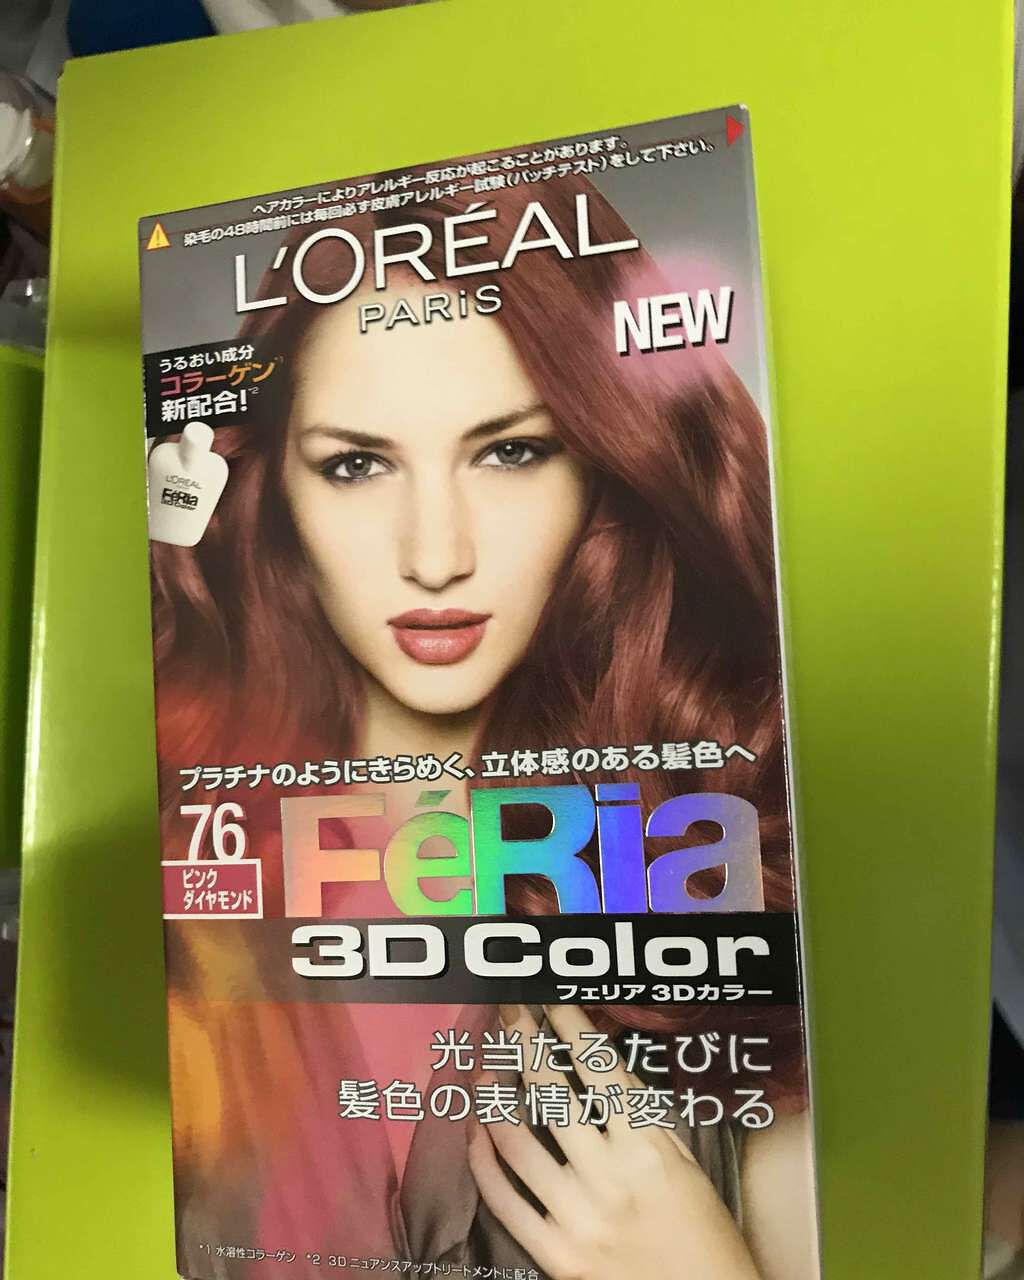 ヘアカラーによりアレルギー反応が起こることがあります。
染毛の48時間前には毎回必ず皮膚アレルギー試験(パッチテスト)をして下さい。
L'ORÉAL
PARiS
NEW
うるおい成分
コラーゲン*1
新配合!*2
L'ORÉAL
FéRia
3D Color
プラチナのようにきらめく、立体感のある髪色へ
76
ピンク
ダイヤモンド
FéRia
3D Color
フェリア 3Dカラー
光当たるたびに
髪色の表情が変わる
*1 水溶性コラーゲン *2 3Dニュアンスアップトリートメントに配合